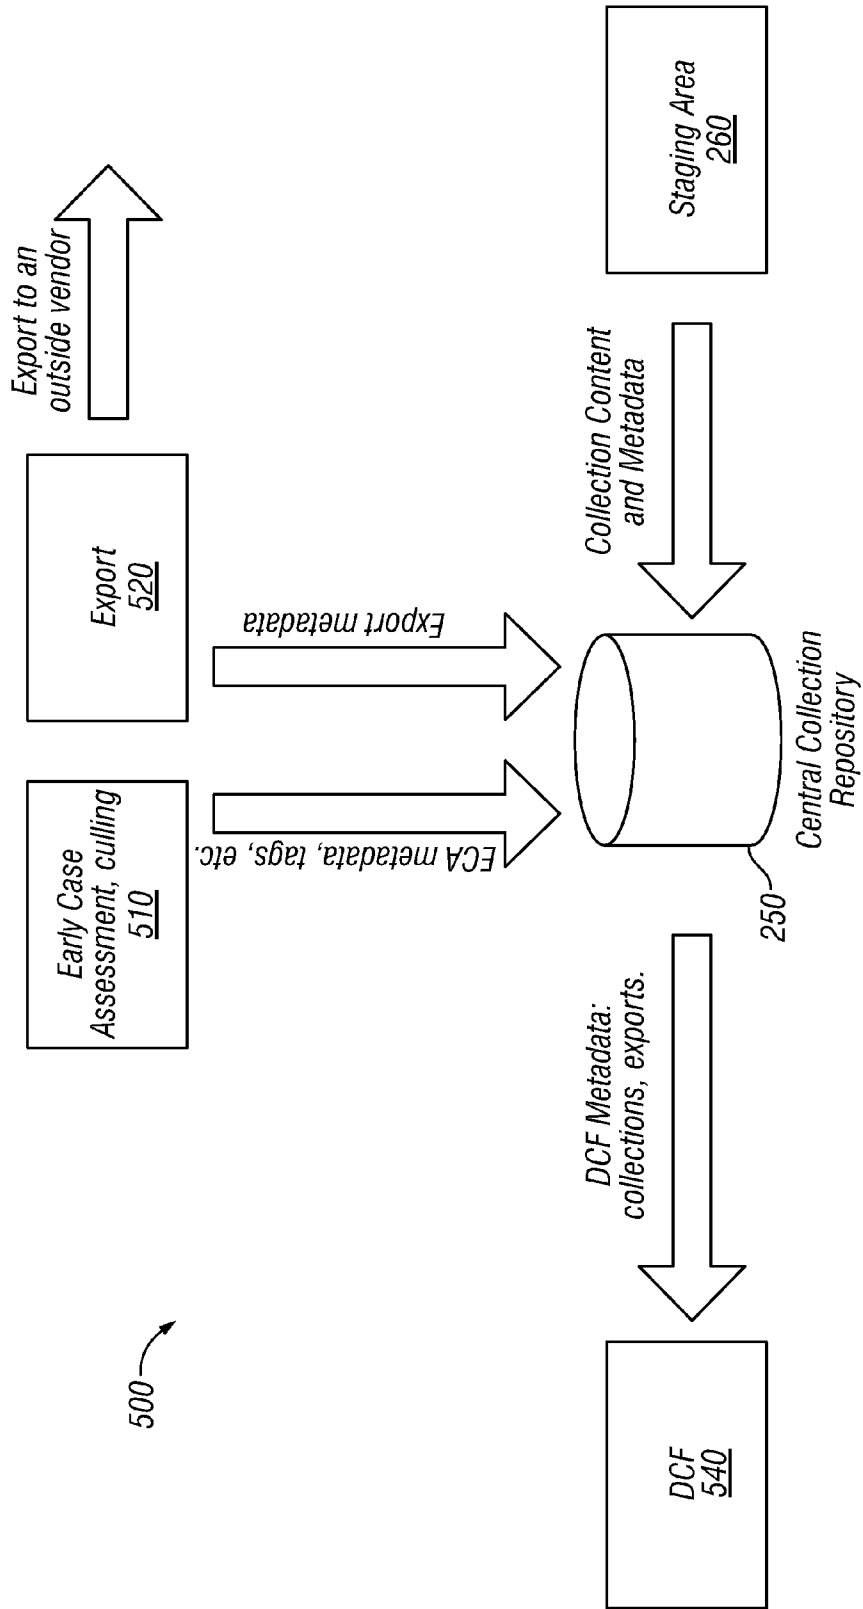 500
Early Case
Assessment, culling
510
Export
520
Export to an
outside vendor
ECA metadata, tags, etc.
Export metadata
DCF
540
DCF Metadata:
collections, exports.
250
Central Collection
Repository
Collection Content
and Metadata
Staging Area
260